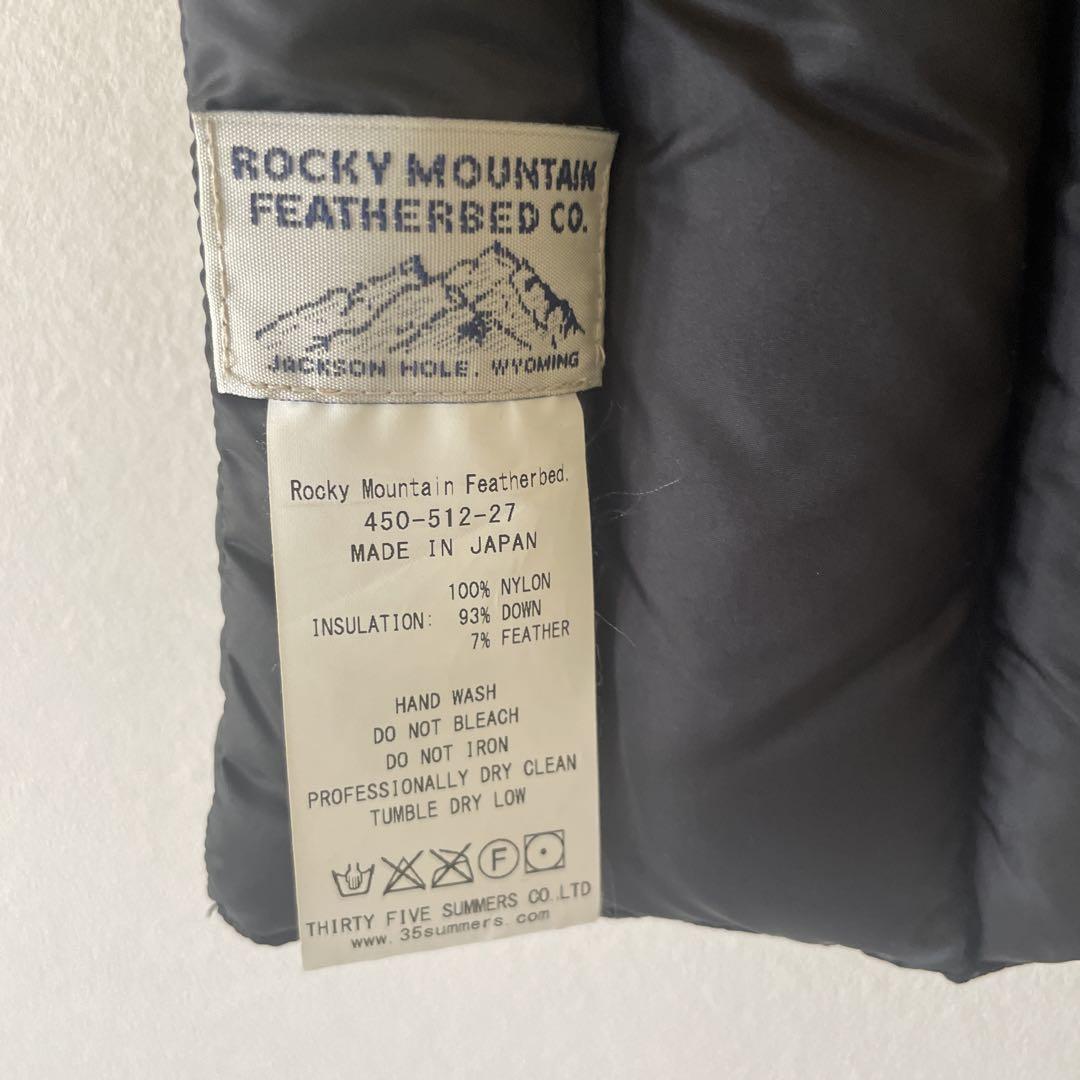 ROCKY MOUNTAIN
FEATHERBED CO.
JACKSON HOLE, WYOMING
Rocky Mountain Featherbed.
450-512-27
MADE IN JAPAN
100% NYLON
INSULATION: 93% DOWN
7% FEATHER
HAND WASH
DO NOT BLEACH
DO NOT IRON
PROFESSIONALLY DRY CLEAN
TUMBLE DRY LOW
F
THIRTY FIVE SUMMERS CO.,LTD
www.35summers.com